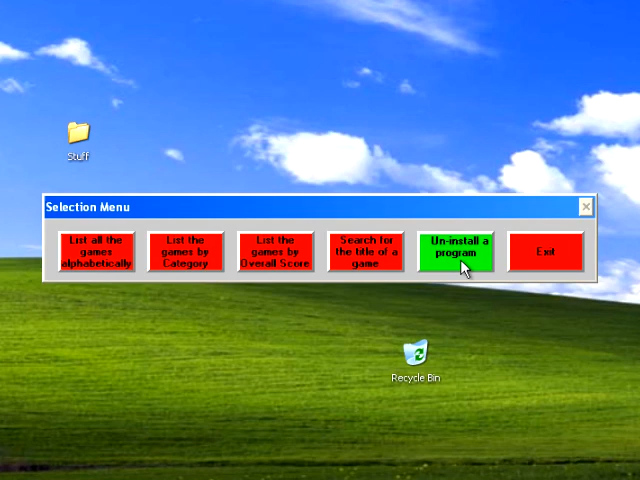 Stuff
Selection Menu
List all the
games
alphabetically
List the
games by
Category
List the
games by
Overall Score
Search for
the title of a
game
Un-install a
program
Exit
Recycle Bin